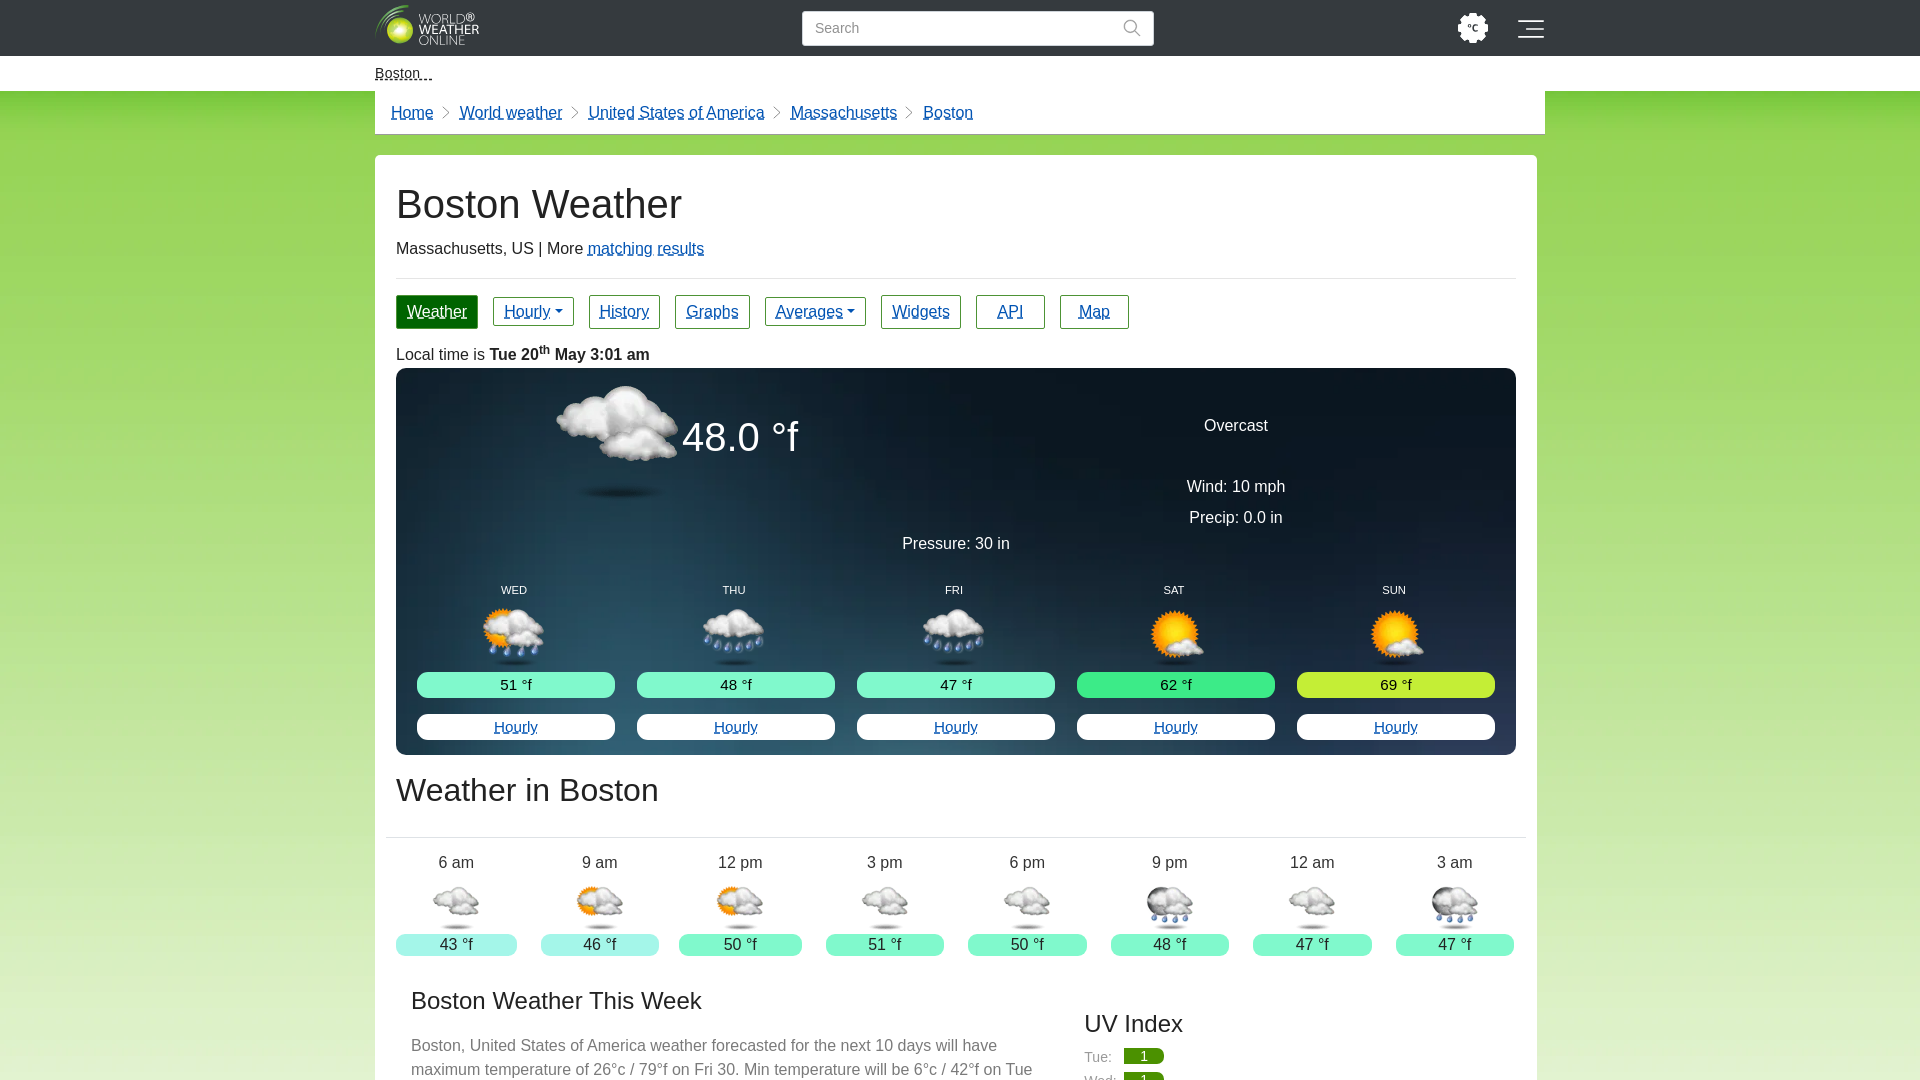 WORLD®
WEATHER
ONLINE
Search
°C
Boston
Home World weather United States of America Massachusetts Boston
Boston Weather
Massachusetts, US | More matching results
Weather Hourly History Graphs Averages Widgets API Map
Local time is Tue 20th May 3:01 am
48.0 °f
Overcast
Wind: 10 mph
Precip: 0.0 in
Pressure: 30 in
WED THU FRI SAT SUN
51 °f 48 °f 47 °f 62 °f 69 °f
Hourly Hourly Hourly Hourly Hourly
Weather in Boston
6 am 9 am 12 pm 3 pm 6 pm 9 pm 12 am 3 am
43 °f 46 °f 50 °f 51 °f 50 °f 48 °f 47 °f 47 °f
Boston Weather This Week
Boston, United States of America weather forecasted for the next 10 days will have
maximum temperature of 26°c / 79°f on Fri 30. Min temperature will be 6°c / 42°f on Tue
UV Index
Tue: 1
Wed: 1